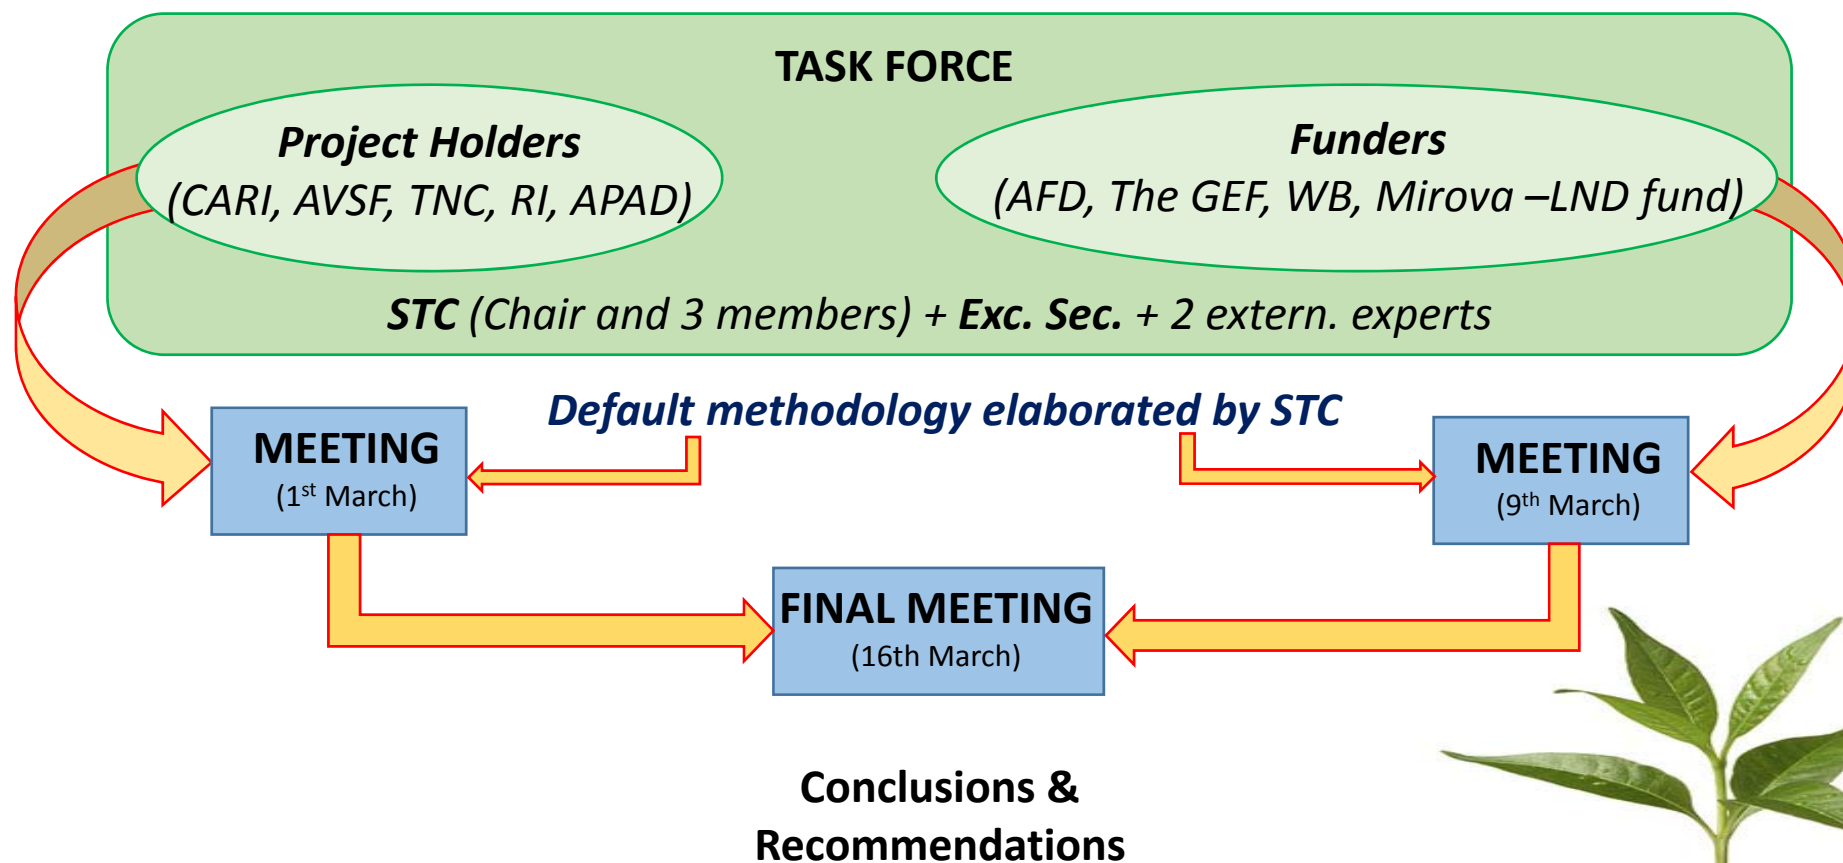 TASK FORCE
Project Holders
(CARI, AVSF, TNC, RI, APAD)
Funders
(AFD, The GEF, WB, Mirova –LND fund)
STC (Chair and 3 members) + Exc. Sec. + 2 extern. experts
Default methodology elaborated by STC
MEETING
(1st March)
MEETING
(9th March)
FINAL MEETING
(16th March)
Conclusions &
Recommendations